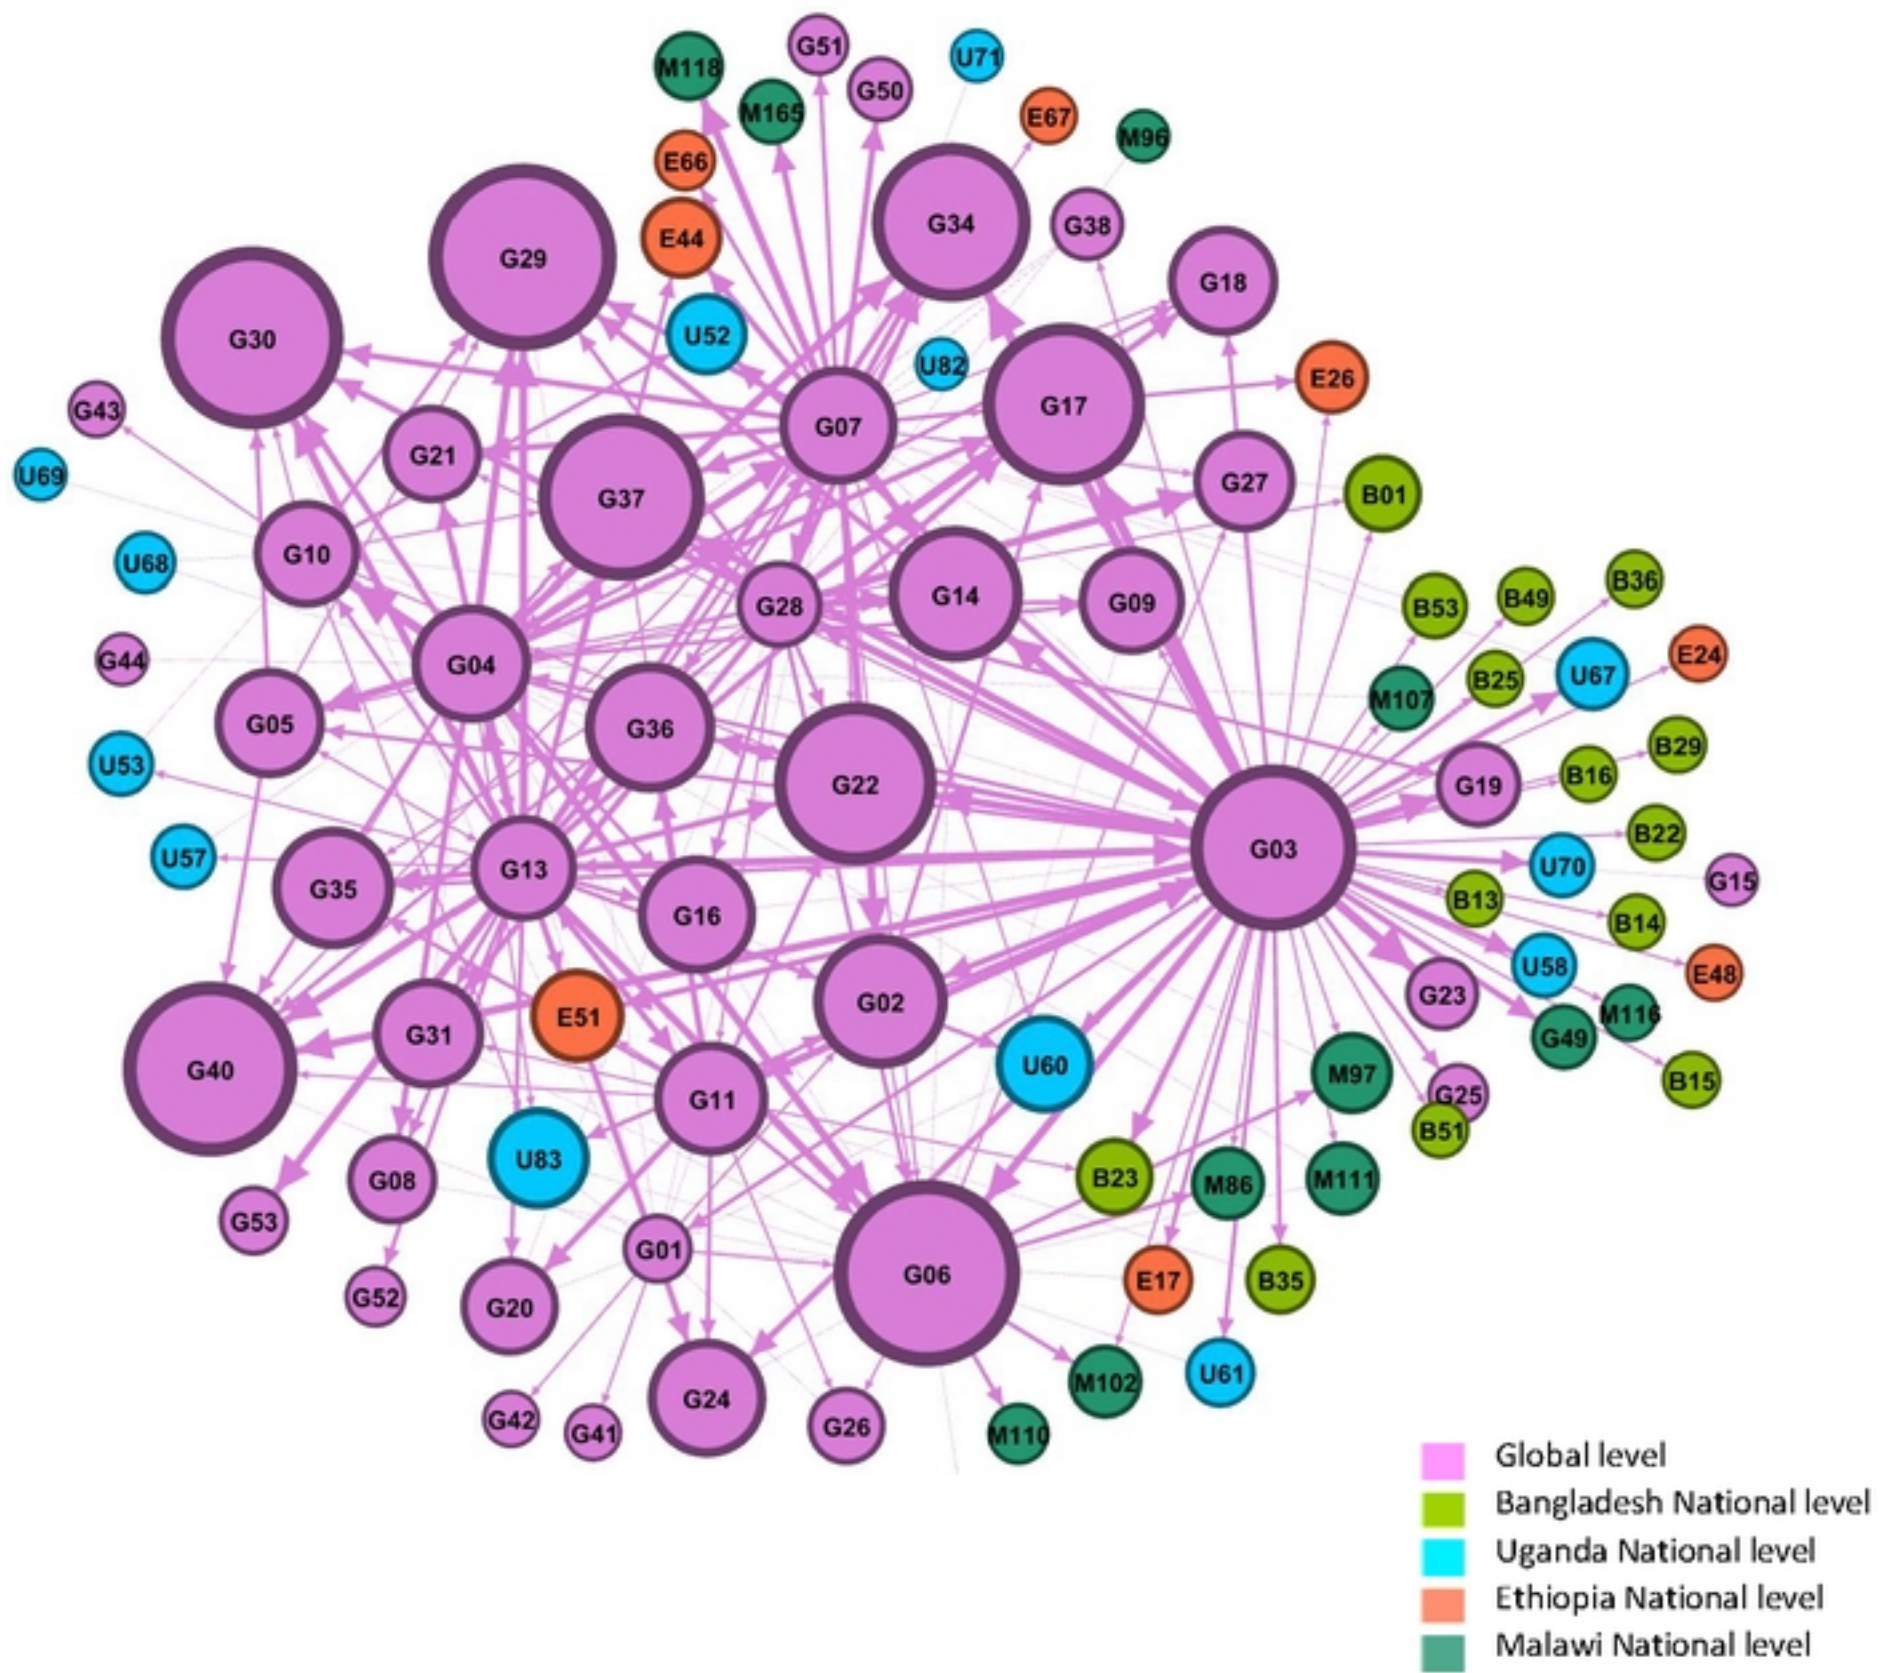 G51
U71
M118
G50
M165
E67
M96
E66
G34
G38
E44
G29
G18
U52
G30
U82
E26
G17
G43
G07
G21
U69
G27
B01
G37
G10
U68
B36
G28
G14
B49
G09
B53
G44
G04
E24
U67
B25
M107
G05
G36
B29
U53
B16
G22
G19
B22
G03
U57
U70
G13
G15
G35
B13
G16
B14
U58
E48
G23
G02
M116
E51
G31
G49
U60
G40
M97
B15
G25
G11
B51
U83
B23
G08
M111
M86
G53
G01
G06
E17
B35
G52
G20
U61
M102
G24
G42
G26
G41
M110
Global level
Bangladesh National level
Uganda National level
Ethiopia National level
Malawi National level